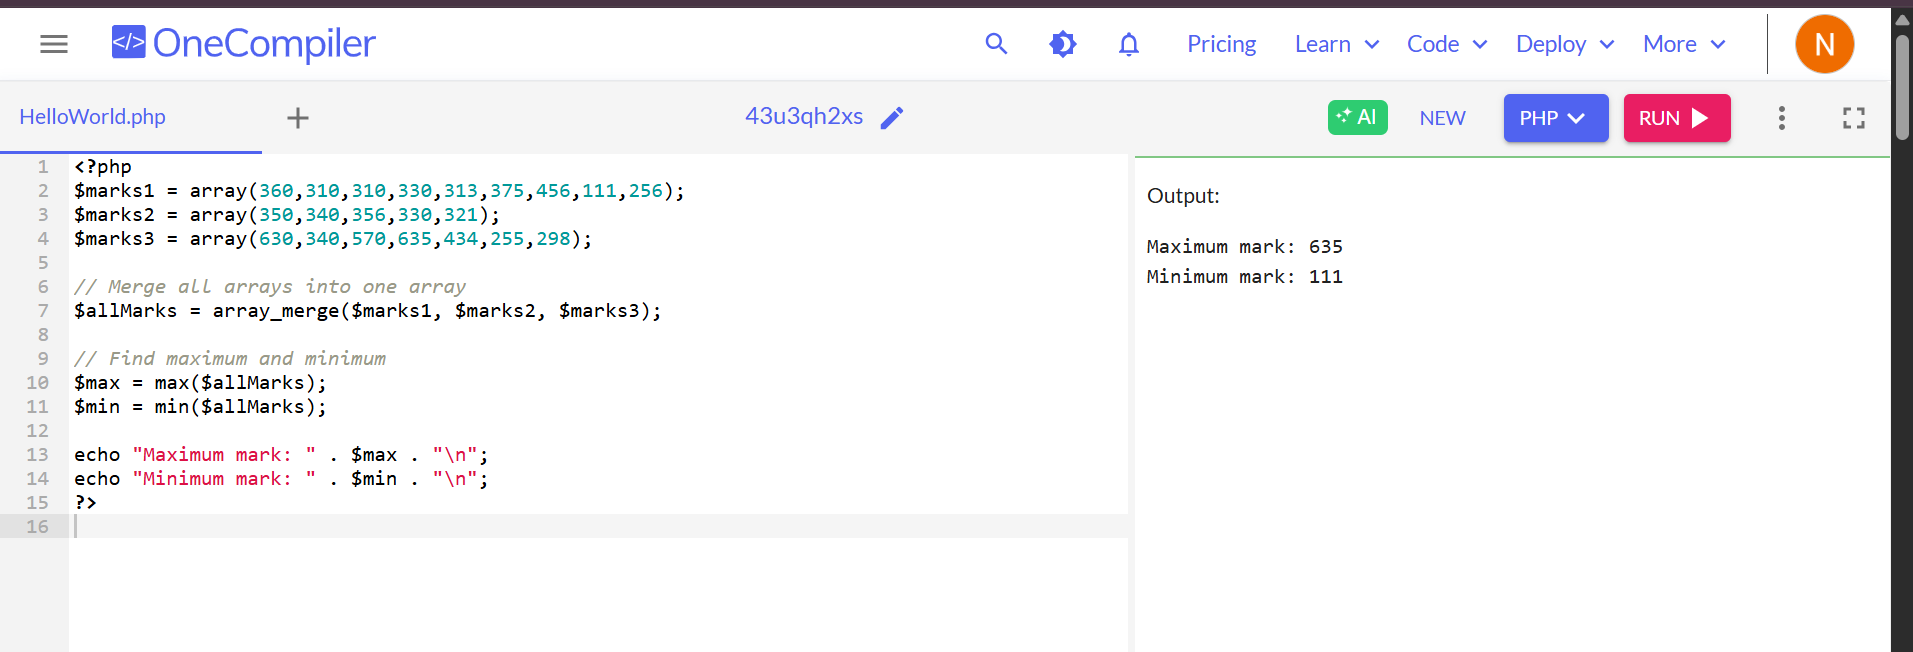 </> OneCompiler
Pricing Learn Code Deploy More N
HelloWorld.php + 43u3qh2xs AI NEW PHP RUN
1 <?php
2 $marks1 = array(360,310,310,330,313,375,456,111,256);
3 $marks2 = array(350,340,356,330,321);
4 $marks3 = array(630,340,570,635,434,255,298);
5
6 // Merge all arrays into one array
7 $allMarks = array_merge($marks1, $marks2, $marks3);
8
9 // Find maximum and minimum
10 $max = max($allMarks);
11 $min = min($allMarks);
12
13 echo "Maximum mark: " . $max . "\n";
14 echo "Minimum mark: " . $min . "\n";
15 ?>
16
Output:
Maximum mark: 635
Minimum mark: 111